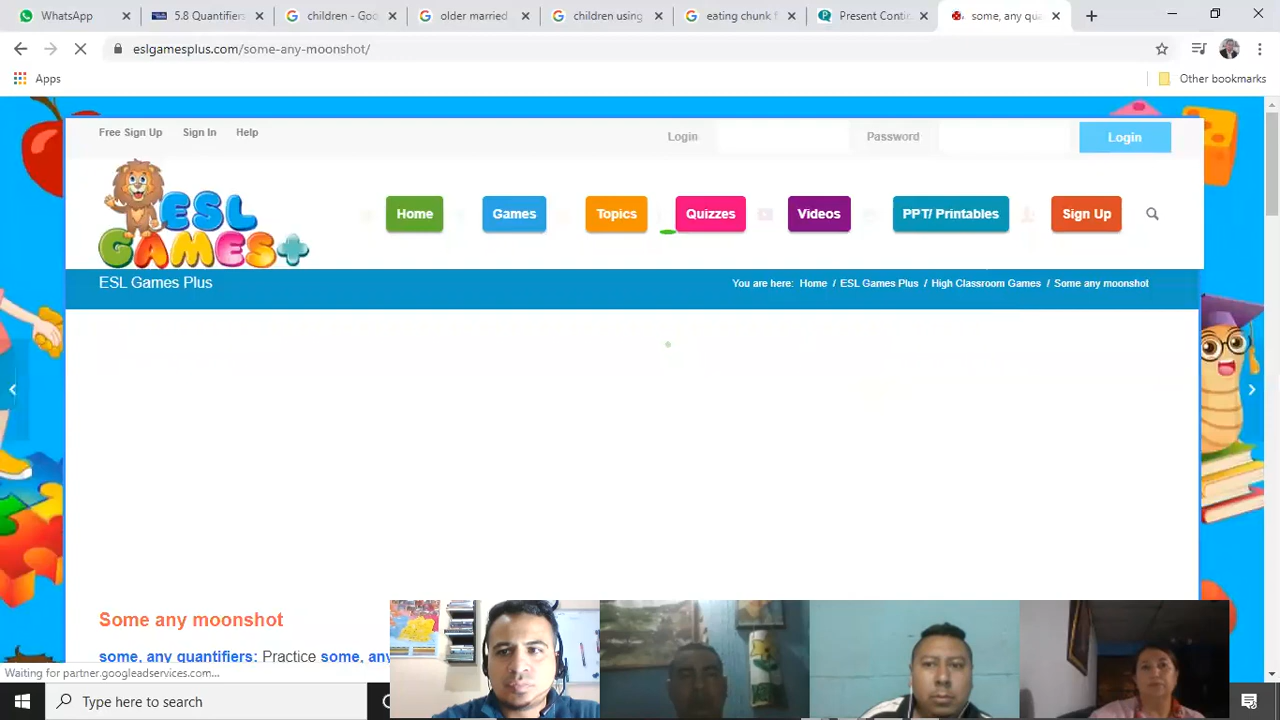 WhatsApp
5.8 Quantifiers
children - Goo
older married
children using
eating chunk f
Present Contin
some, any qua
eslgamesplus.com/some-any-moonshot/
Apps
Other bookmarks
Free Sign Up Sign In Help
Login
Password
Login
ESL GAMES+
Home
Games
Topics
Quizzes
Videos
PPT/ Printables
Sign Up
ESL Games Plus
You are here: Home / ESL Games Plus / High Classroom Games / Some any moonshot
Some any moonshot
some, any quantifiers: Practice some, any
Waiting for partner.googleadservices.com...
Type here to search